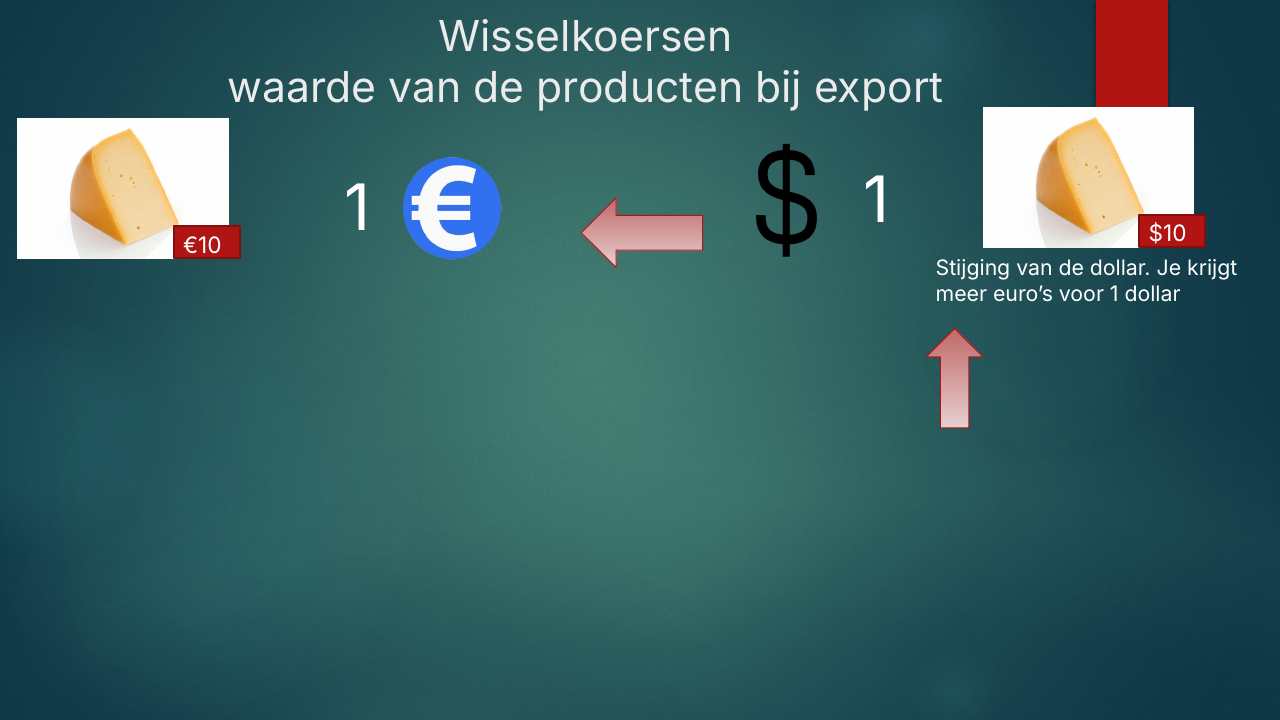 Wisselkoersen
waarde van de producten bij export
€10
1 €
$ 1
$10
Stijging van de dollar. Je krijgt
meer euro’s voor 1 dollar